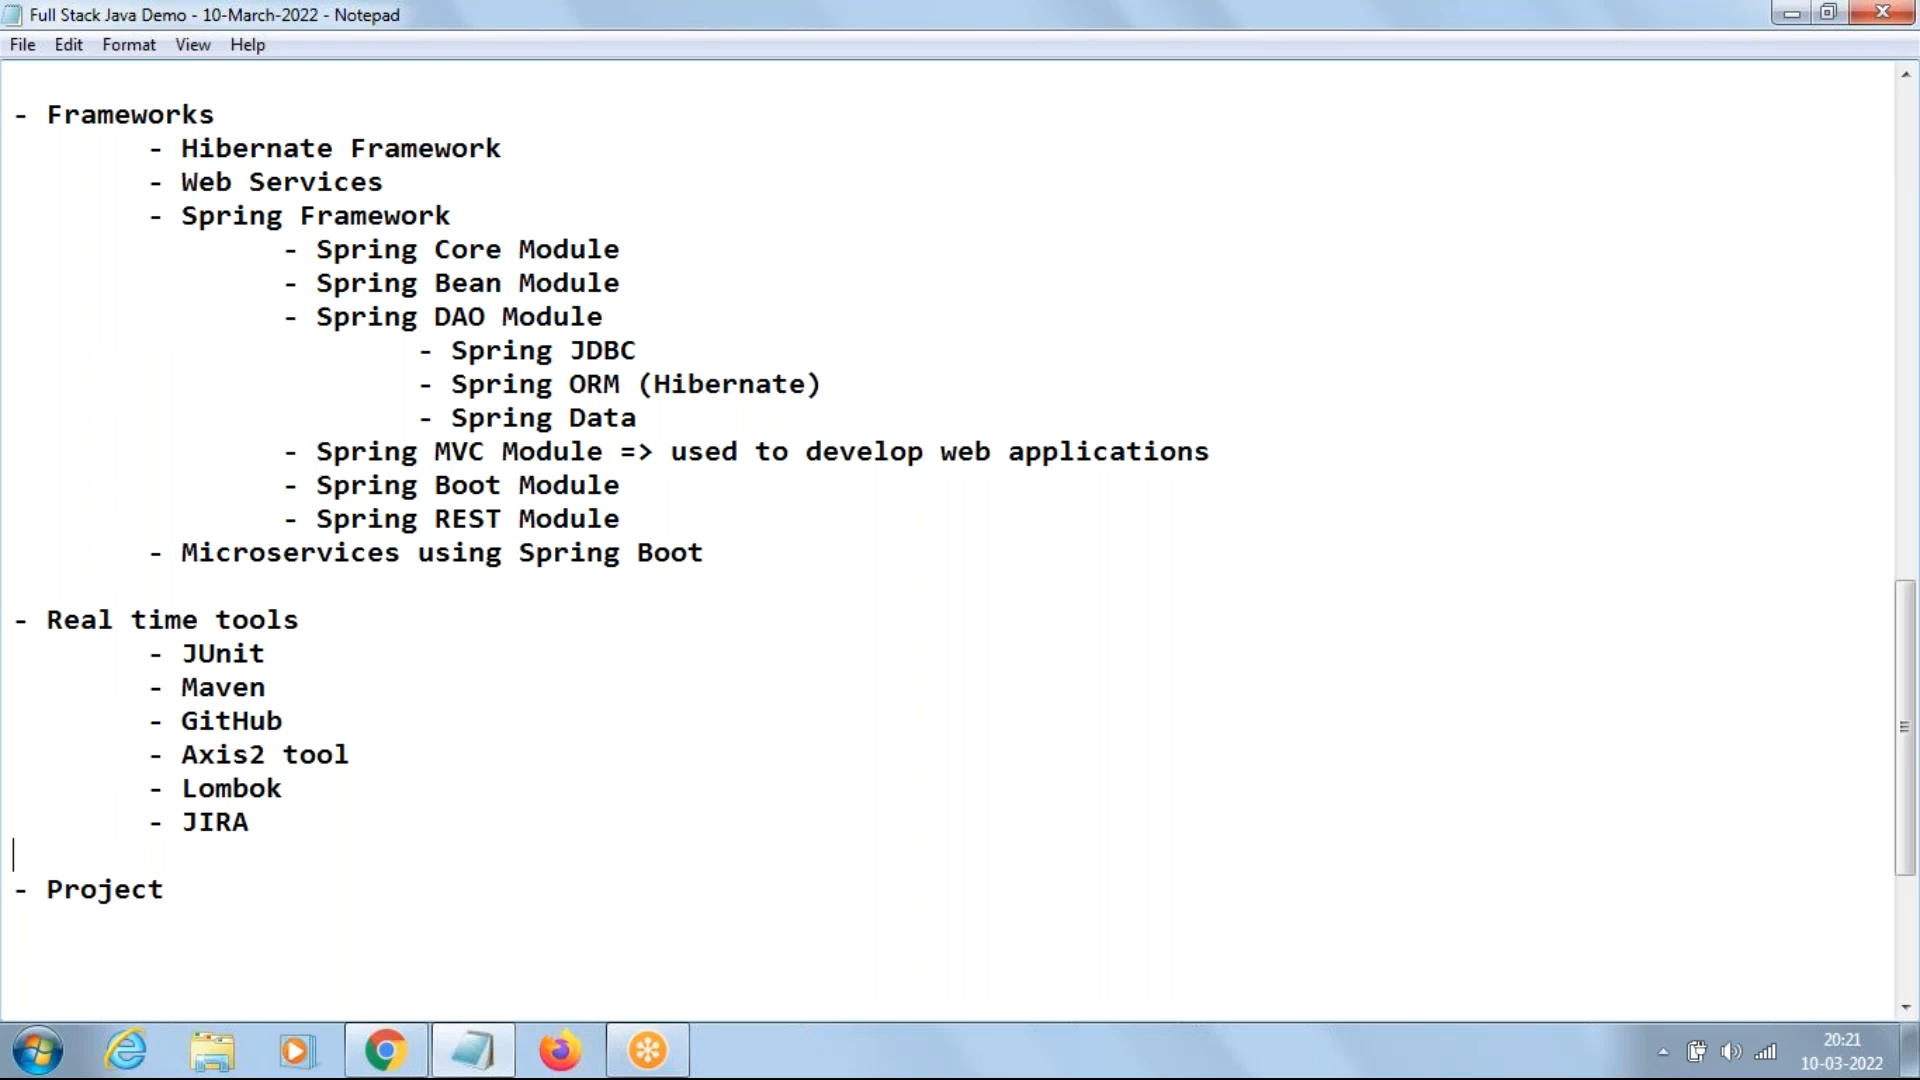 Full Stack Java Demo - 10-March-2022 - Notepad
File Edit Format View Help
- Frameworks
- Hibernate Framework
- Web Services
- Spring Framework
- Spring Core Module
- Spring Bean Module
- Spring DAO Module
- Spring JDBC
- Spring ORM (Hibernate)
- Spring Data
- Spring MVC Module => used to develop web applications
- Spring Boot Module
- Spring REST Module
- Microservices using Spring Boot
- Real time tools
- JUnit
- Maven
- GitHub
- Axis2 tool
- Lombok
- JIRA
- Project
20:21
10-03-2022